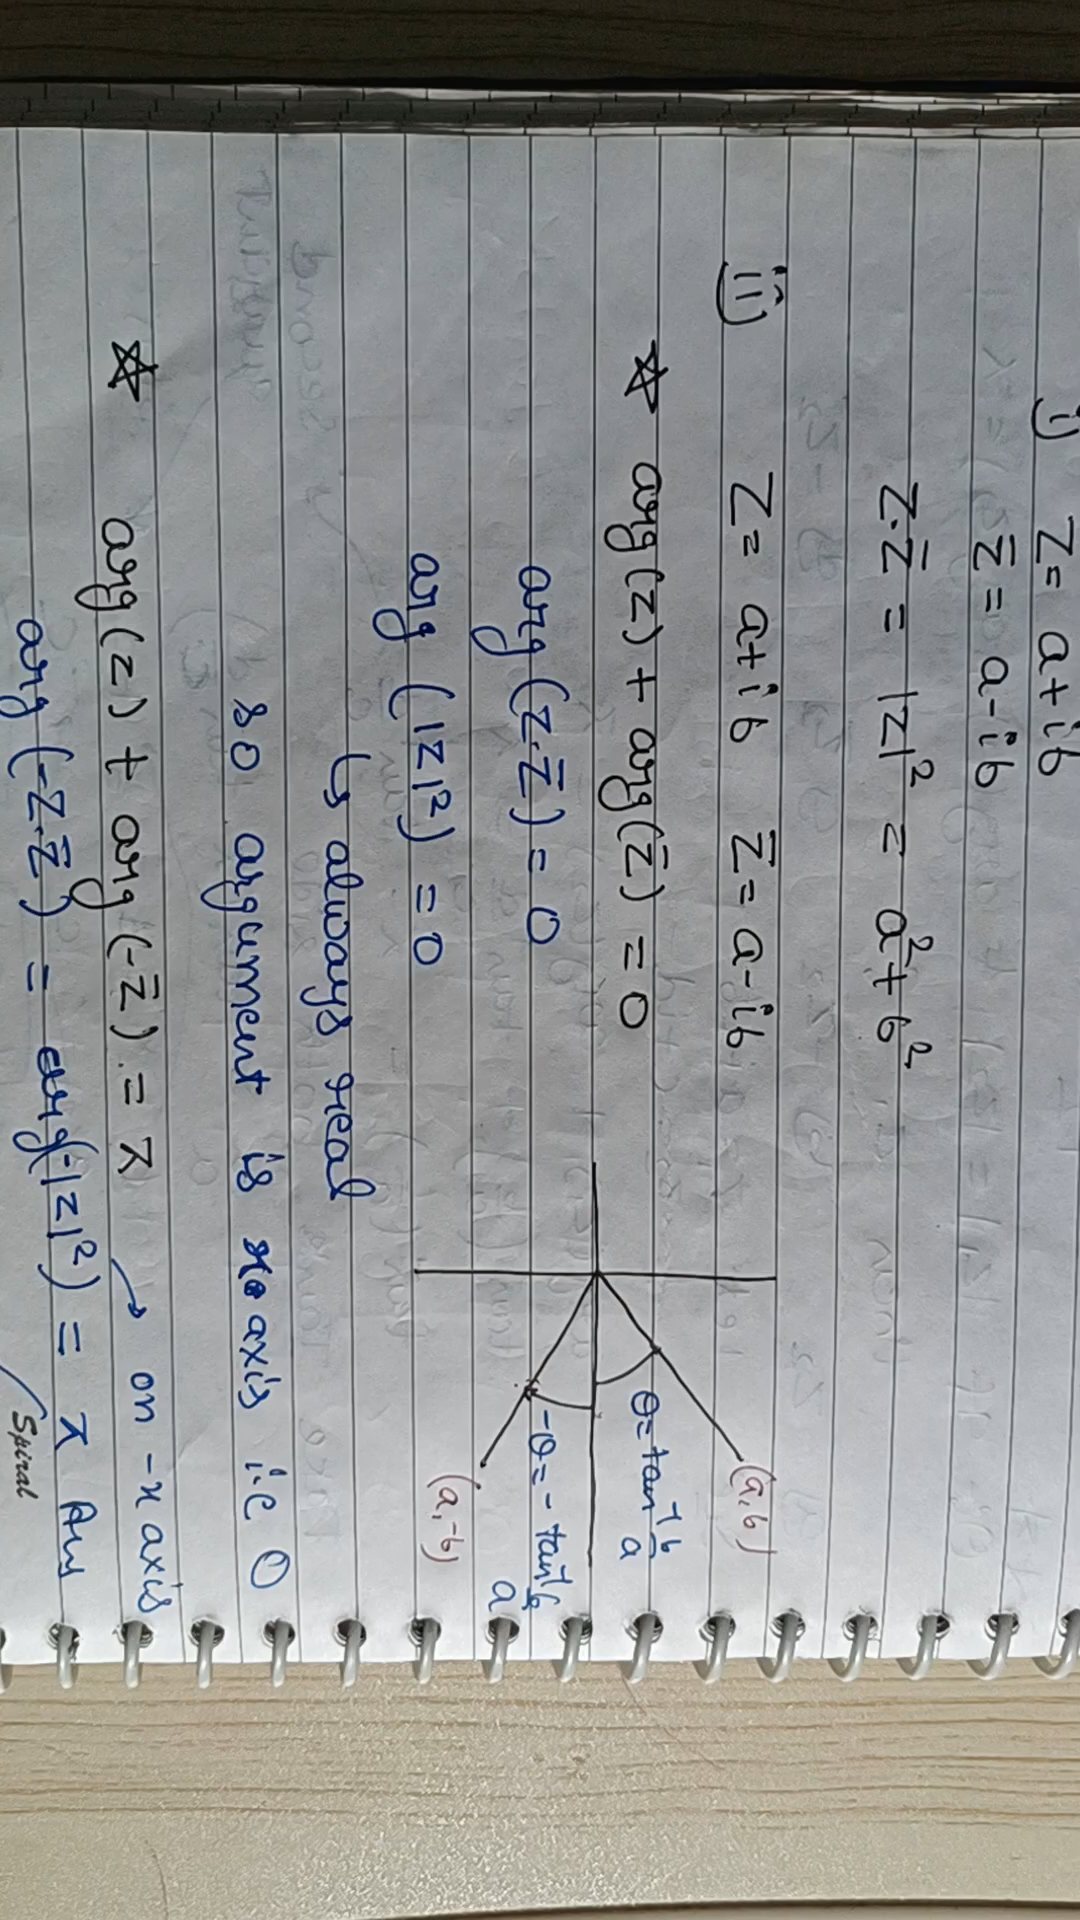 i) Z = a+ib
z̅ = a-ib
Z.Z̅ = |Z|² = a²+b²
ii) Z = a+ib Z̅ = a-ib
☆ arg(z) + arg(z̅) = 0
(a,b)
θ = tan⁻¹ b/a
-θ = - tan⁻¹ b/a
(a,-b)
arg(z.z̅) = 0
arg(|z|²) = 0
↳ always real
so argument is x axis i.e 0
☆ arg(z) + arg(-z̅) = π → on -x axis
arg(-z.z̅) = arg(-|z|²) = π Ans
Spiral